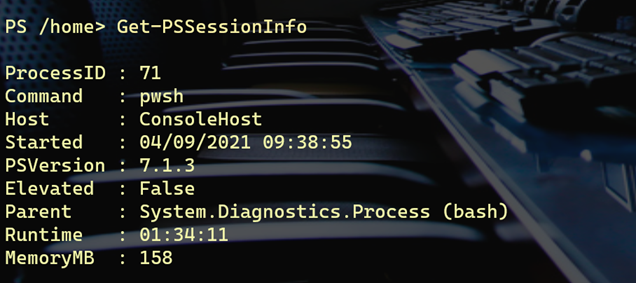 PS /home> Get-PSSessionInfo
ProcessID : 71
Command   : pwsh
Host      : ConsoleHost
Started   : 04/09/2021 09:38:55
PSVersion : 7.1.3
Elevated  : False
Parent    : System.Diagnostics.Process (bash)
Runtime   : 01:34:11
MemoryMB  : 158